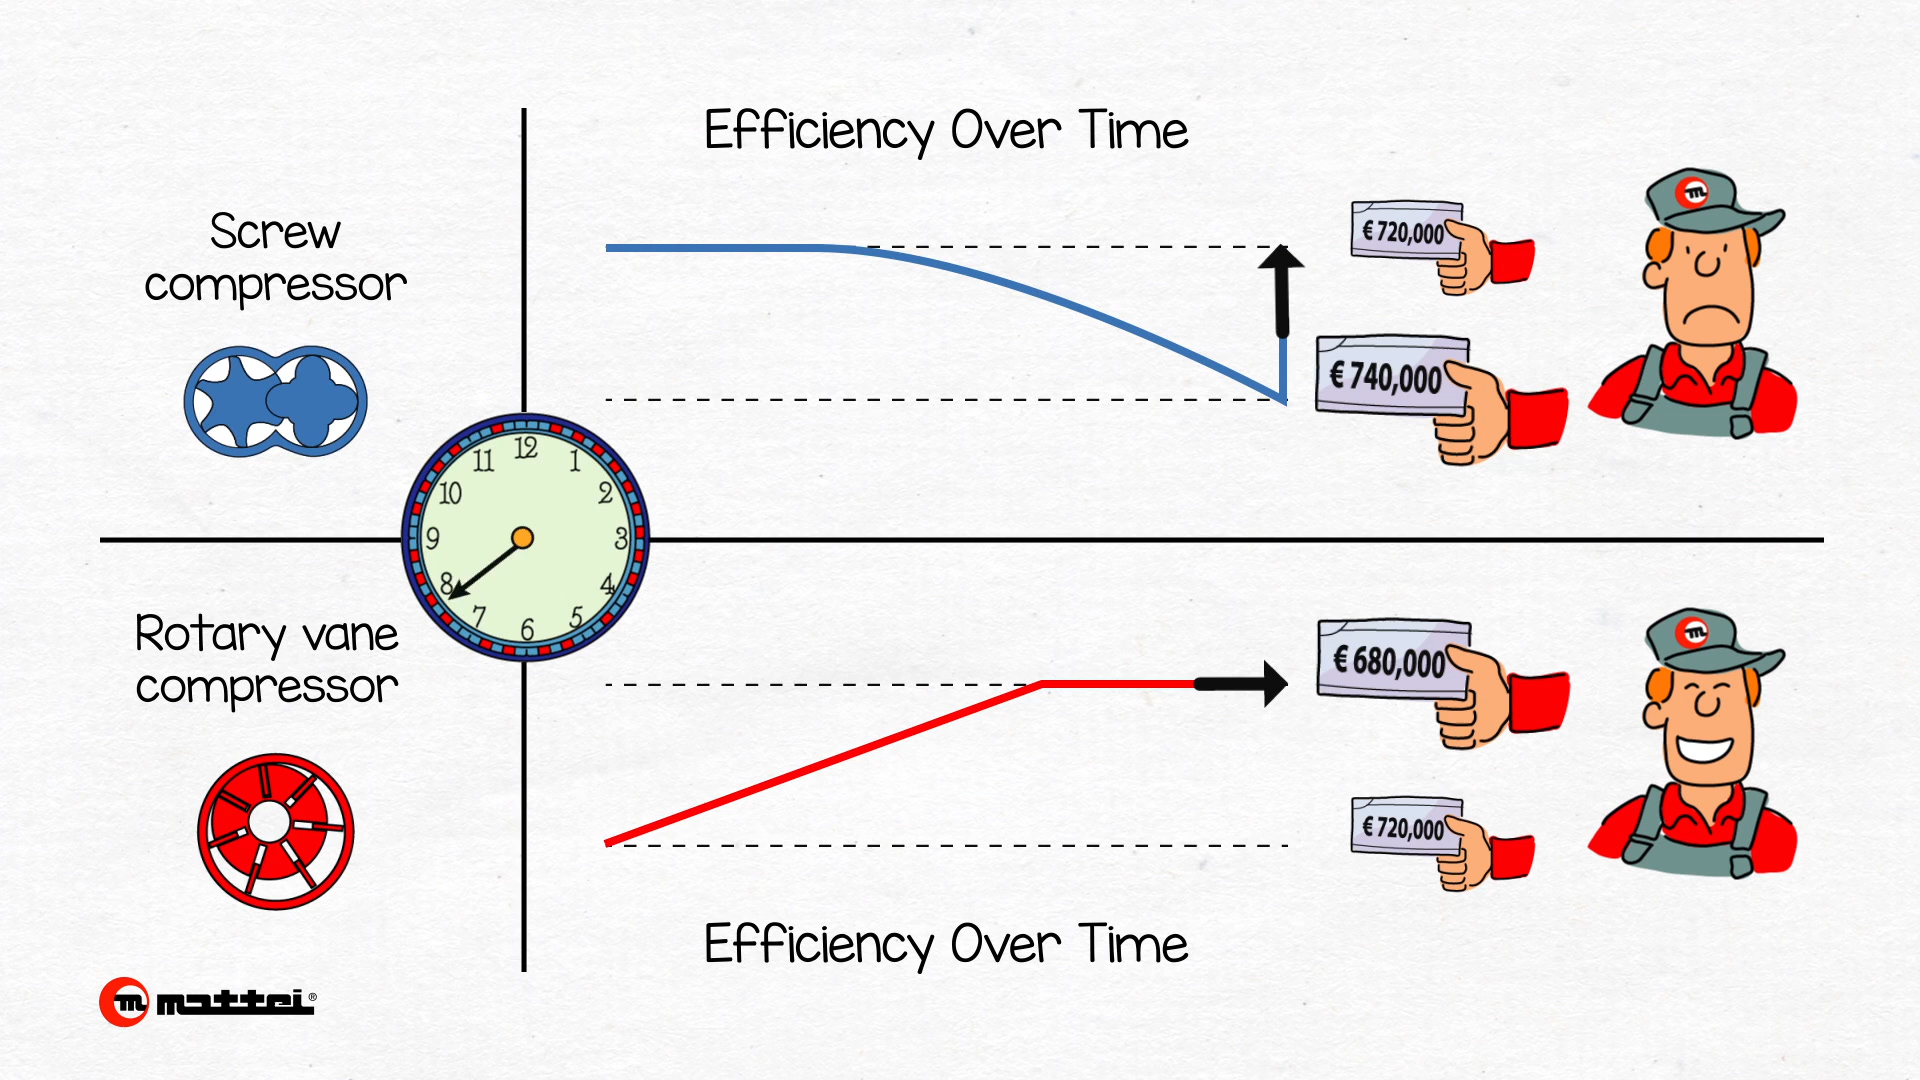 Efficiency Over Time
Screw
compressor
€ 720,000
€ 740,000
12
11
1
10
2
9
3
8
4
7
5
6
Rotary vane
compressor
€ 680,000
€ 720,000
Efficiency Over Time
m mattei®